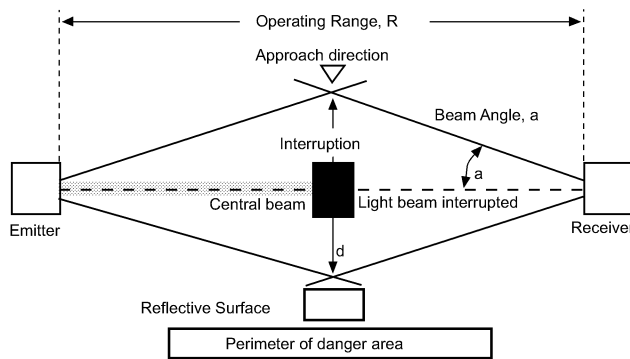 Operating Range, R
Approach direction
Beam Angle, a
Interruption
a
Central beam
Light beam interrupted
Emitter
Receiver
d
Reflective Surface
Perimeter of danger area